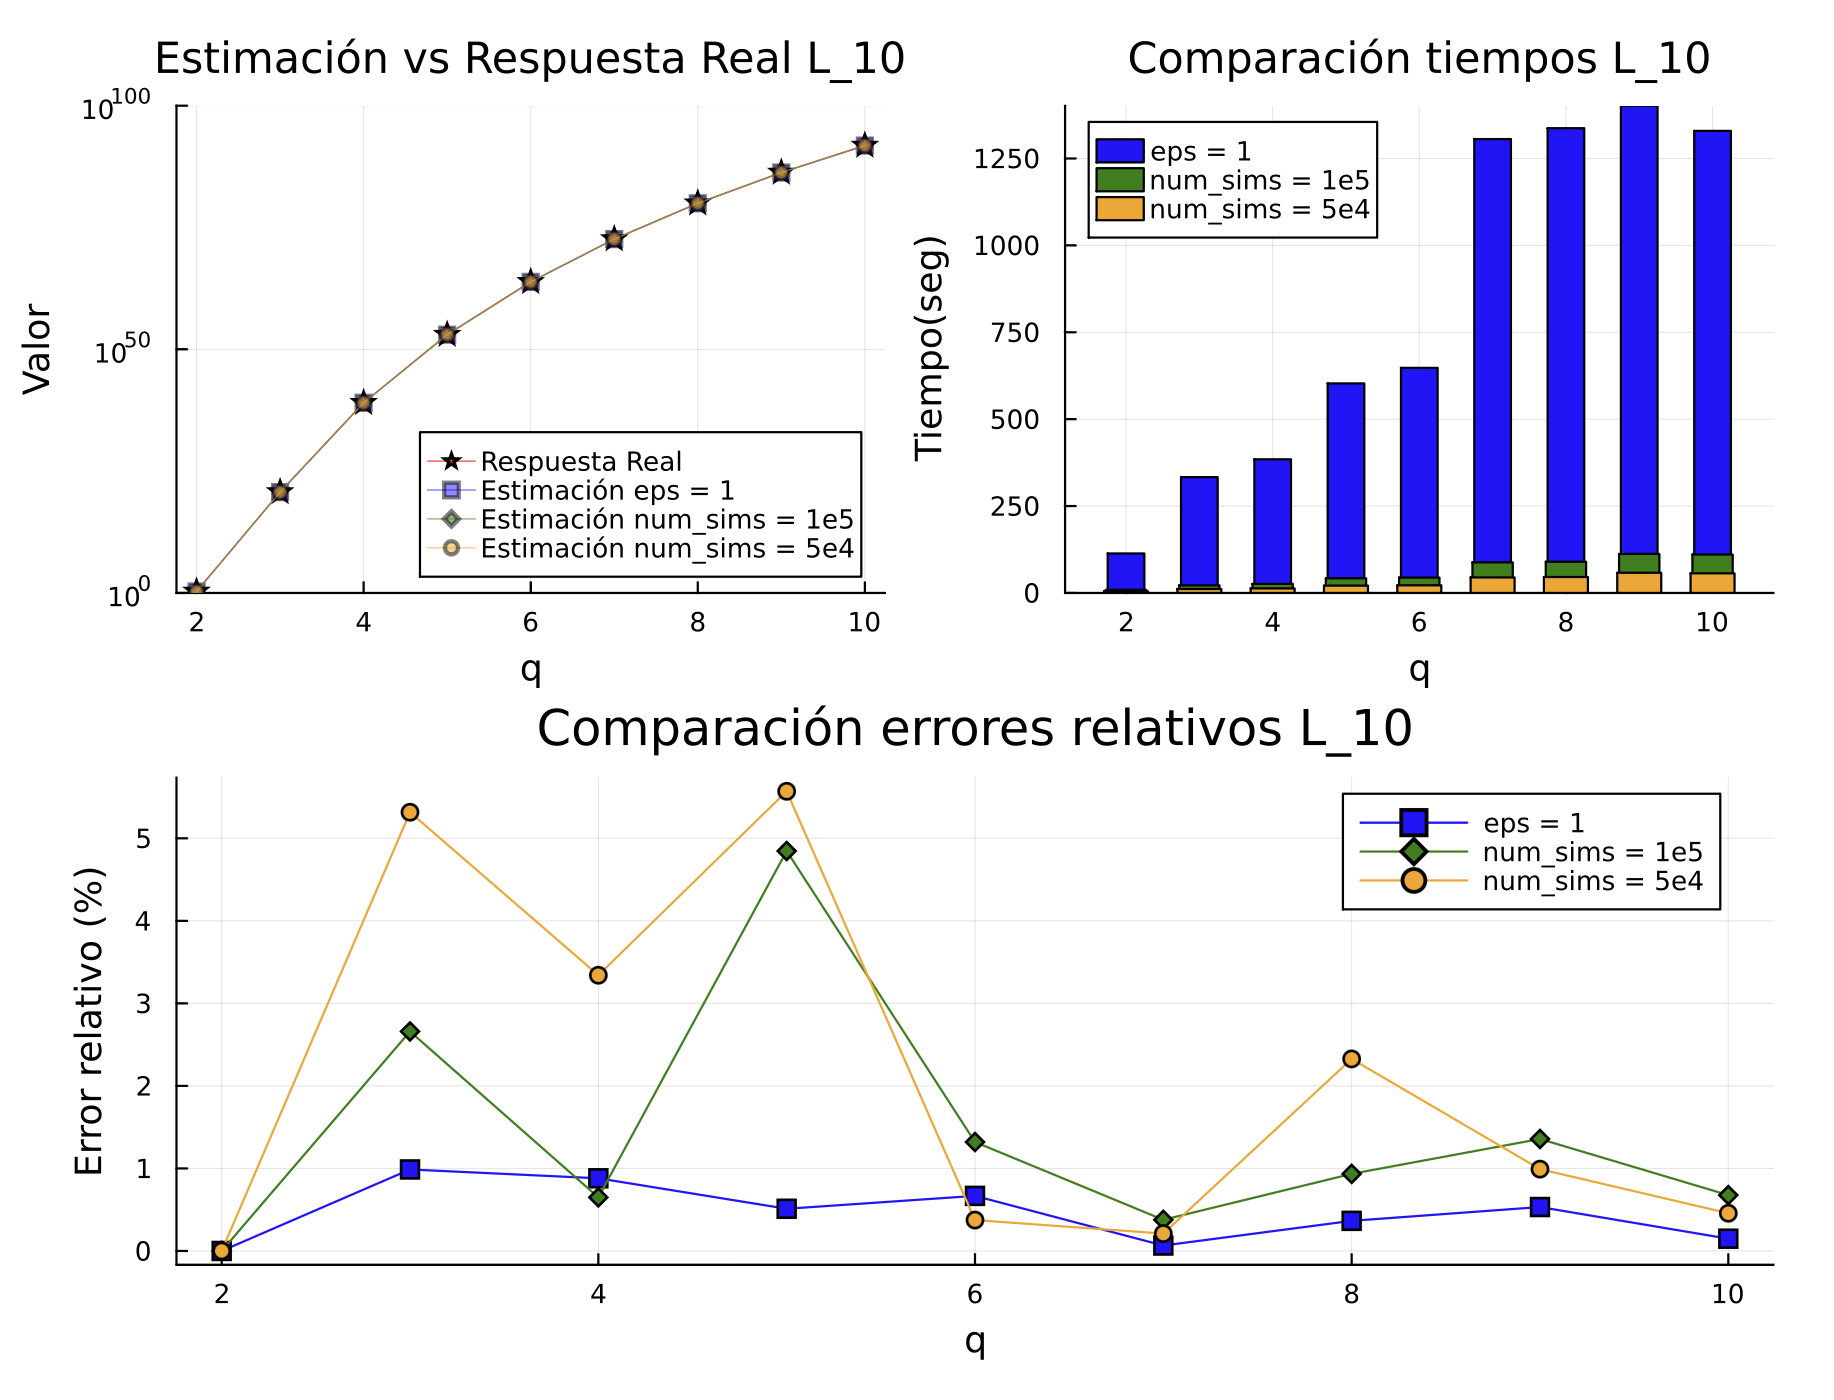 Estimación vs Respuesta Real L_10
Valor
10^100
10^50
10^0
2 4 6 8 10
q
Respuesta Real
Estimación eps = 1
Estimación num_sims = 1e5
Estimación num_sims = 5e4
Comparación tiempos L_10
Tiempo(seg)
1250
1000
750
500
250
0
2 4 6 8 10
q
eps = 1
num_sims = 1e5
num_sims = 5e4
Comparación errores relativos L_10
Error relativo (%)
5
4
3
2
1
0
2 4 6 8 10
q
eps = 1
num_sims = 1e5
num_sims = 5e4